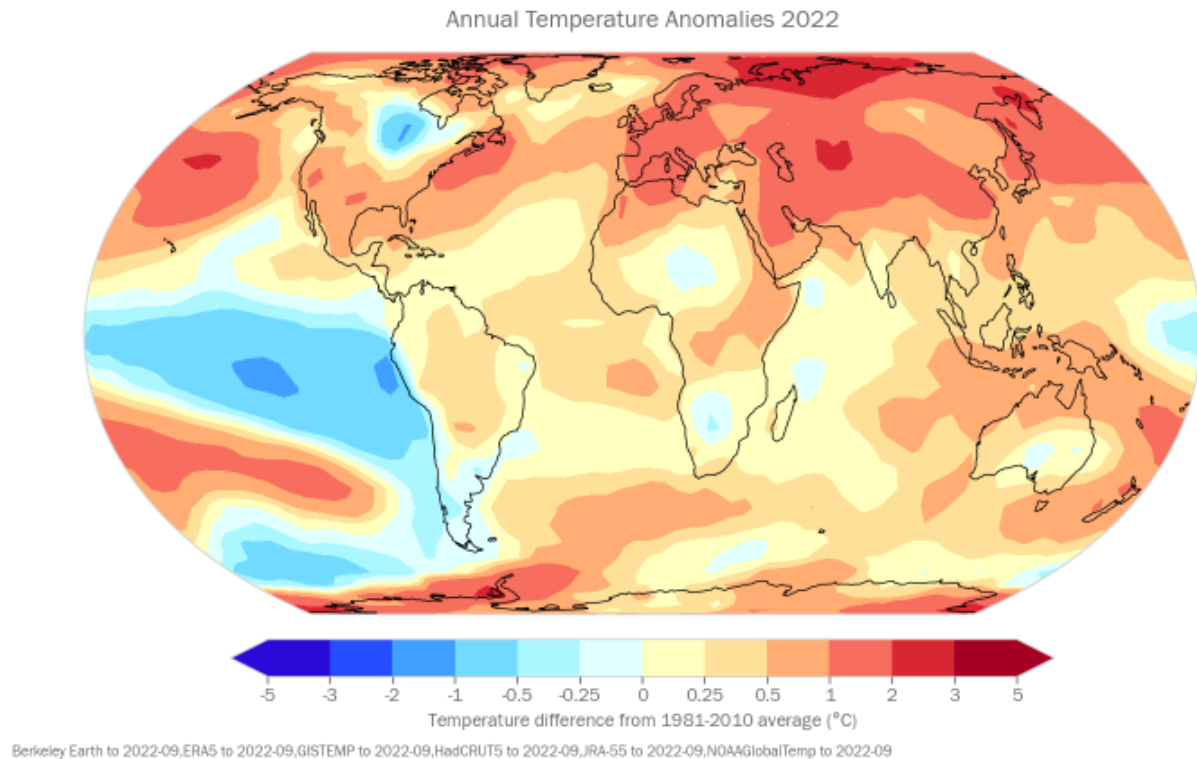 Annual Temperature Anomalies 2022
-5 -3 -2 -1 -0.5 -0.25 0 0.25 0.5 1 2 3 5
Temperature difference from 1981-2010 average (°C)
Berkeley Earth to 2022-09,ERA5 to 2022-09,GISTEMP to 2022-09,HadCRUT5 to 2022-09,JRA-55 to 2022-09,NOAAGlobalTemp to 2022-09